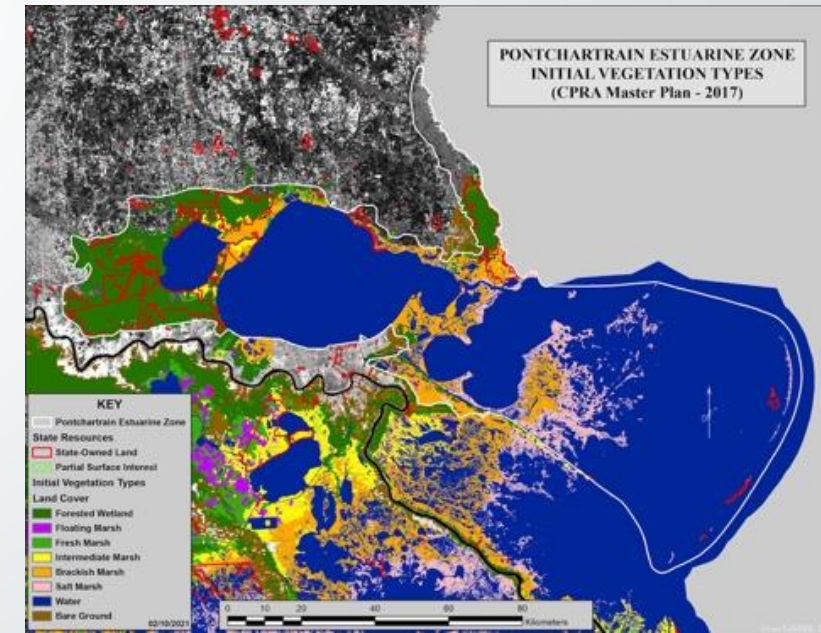 PONTCHARTRAIN ESTUARINE ZONE
INITIAL VEGETATION TYPES
(CPRA Master Plan - 2017)
KEY
Pontchartrain Estuarine Zone
State Resources
State-Owned Land
Partial Surface Interest
Initial Vegetation Types
Land Cover
Forested Wetland
Floating Marsh
Fresh Marsh
Intermediate Marsh
Brackish Marsh
Salt Marsh
Water
Bare Ground
02/10/2021
0 10 20 40 60 80
Kilometers